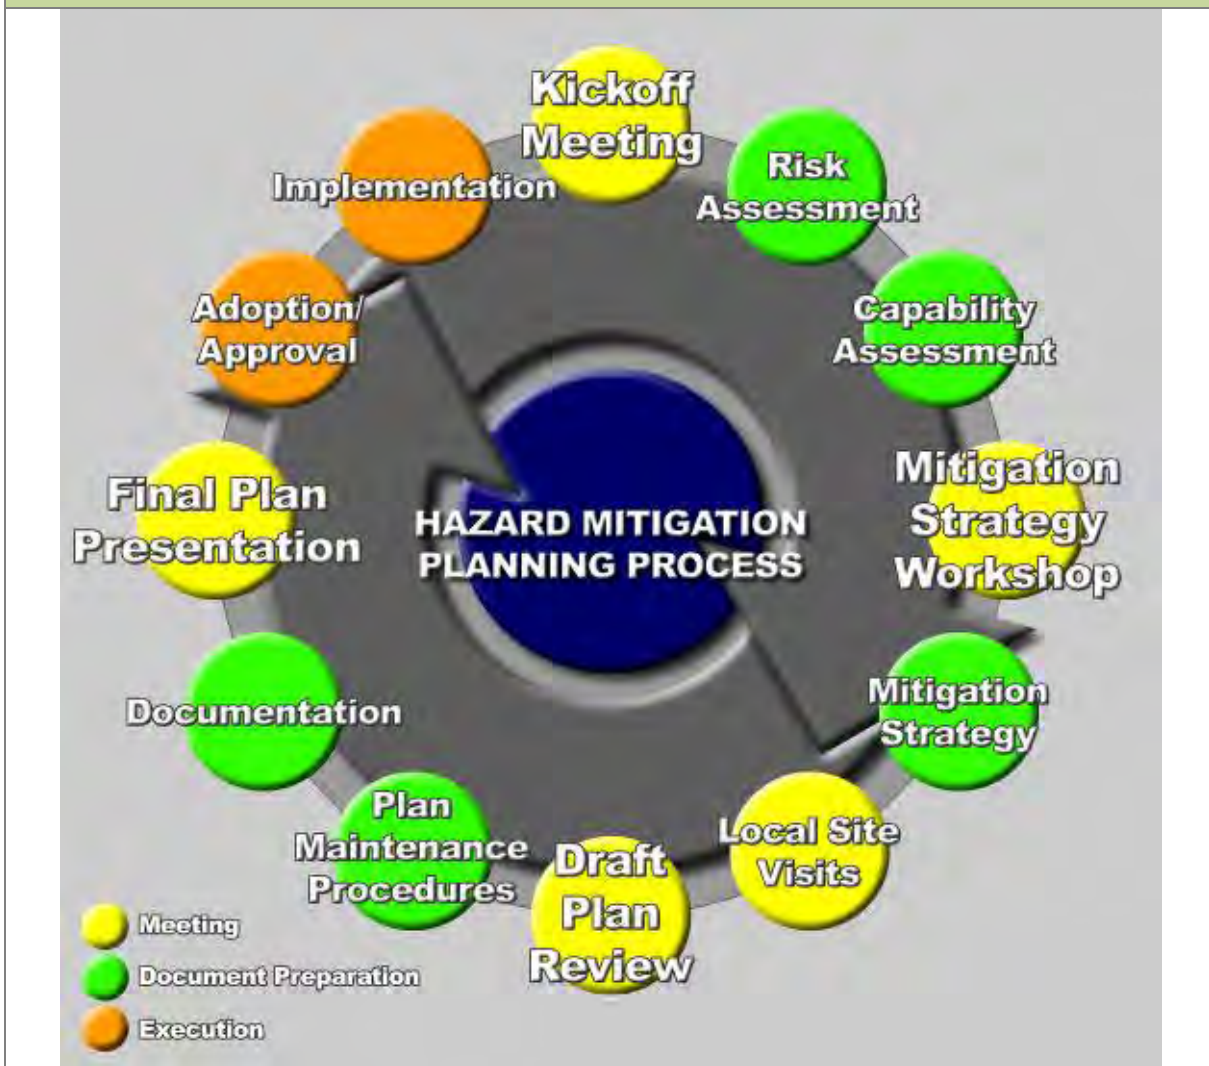 Kickoff
Meeting
Risk
Assessment
Capability
Assessment
Mitigation
Strategy
Workshop
Mitigation
Strategy
Local Site
Visits
Draft
Plan
Review
Plan
Maintenance
Procedures
Documentation
Final Plan
Presentation
Adoption/
Approval
Implementation
HAZARD MITIGATION
PLANNING PROCESS
Meeting
Document Preparation
Execution